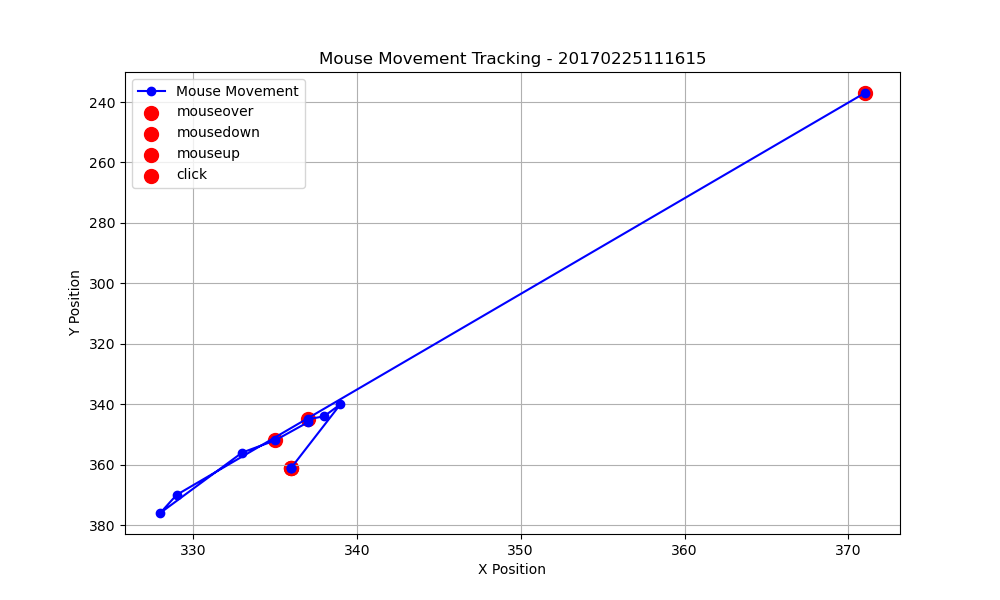 Mouse Movement Tracking - 20170225111615
Mouse Movement
mouseover
mousedown
mouseup
click
240
260
280
300
320
340
360
380
Y Position
330 340 350 360 370
X Position